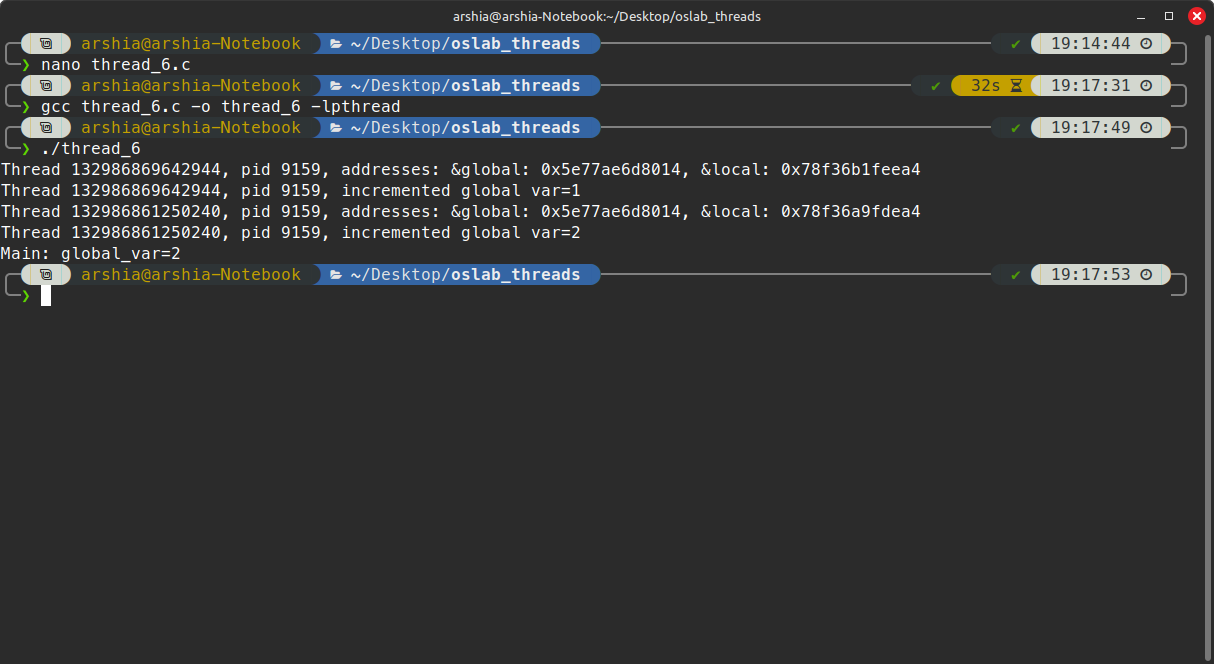 arshia@arshia-Notebook:~/Desktop/oslab_threads
arshia@arshia-Notebook ~/Desktop/oslab_threads ✔ 19:14:44
❯ nano thread_6.c
arshia@arshia-Notebook ~/Desktop/oslab_threads ✔ 32s 19:17:31
❯ gcc thread_6.c -o thread_6 -lpthread
arshia@arshia-Notebook ~/Desktop/oslab_threads ✔ 19:17:49
❯ ./thread_6
Thread 132986869642944, pid 9159, addresses: &global: 0x5e77ae6d8014, &local: 0x78f36b1feea4
Thread 132986869642944, pid 9159, incremented global var=1
Thread 132986861250240, pid 9159, addresses: &global: 0x5e77ae6d8014, &local: 0x78f36a9fdea4
Thread 132986861250240, pid 9159, incremented global var=2
Main: global_var=2
arshia@arshia-Notebook ~/Desktop/oslab_threads ✔ 19:17:53
❯